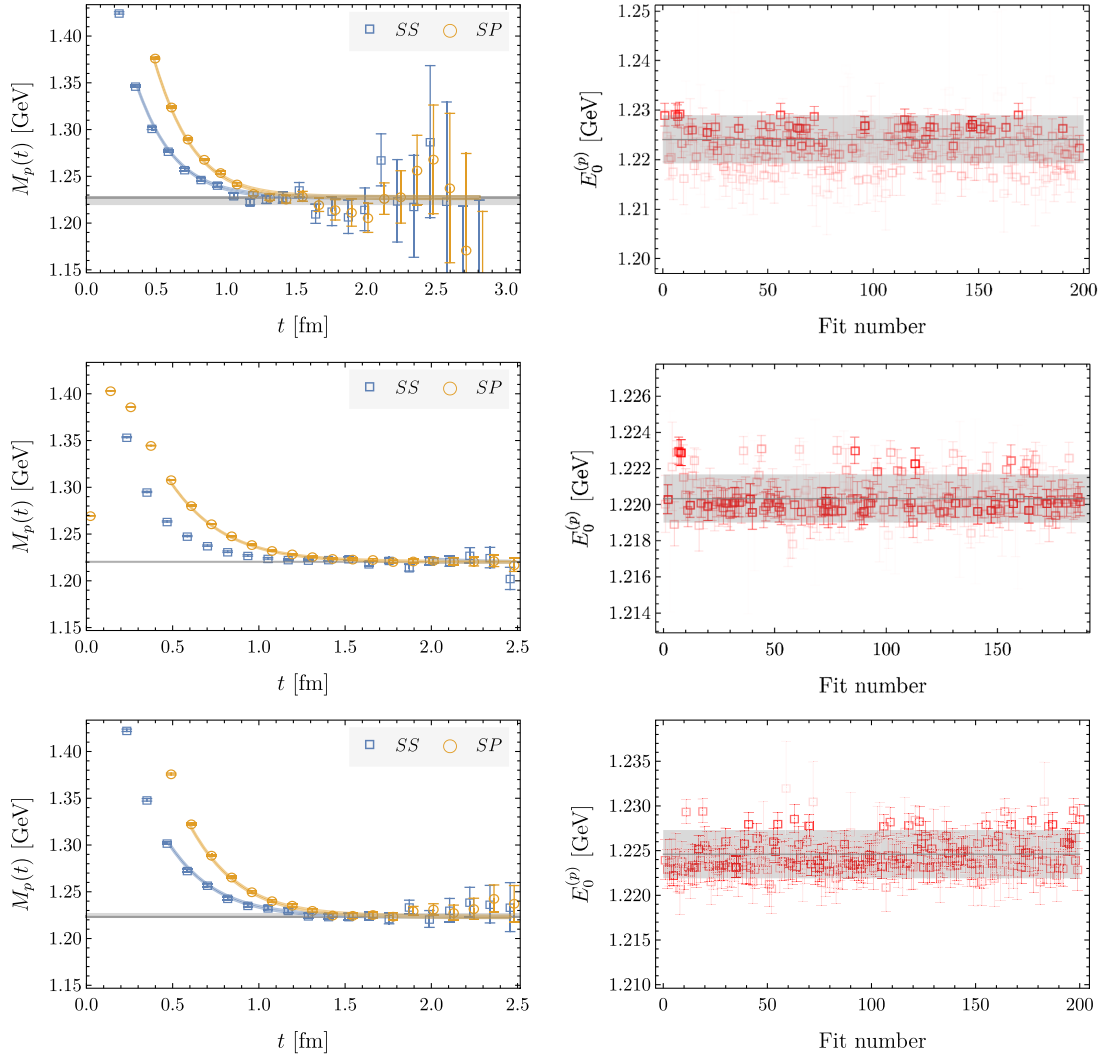 SS SP
M_p(t) [GeV]
1.40
1.35
1.30
1.25
1.20
1.15
0.0 0.5 1.0 1.5 2.0 2.5 3.0
t [fm]
E_0^{(p)} [GeV]
1.25
1.24
1.23
1.22
1.21
1.20
0 50 100 150 200
Fit number
SS SP
M_p(t) [GeV]
1.40
1.35
1.30
1.25
1.20
1.15
0.0 0.5 1.0 1.5 2.0 2.5
t [fm]
E_0^{(p)} [GeV]
1.226
1.224
1.222
1.220
1.218
1.216
1.214
0 50 100 150
Fit number
SS SP
M_p(t) [GeV]
1.40
1.35
1.30
1.25
1.20
1.15
0.0 0.5 1.0 1.5 2.0 2.5
t [fm]
E_0^{(p)} [GeV]
1.235
1.230
1.225
1.220
1.215
1.210
0 50 100 150 200
Fit number